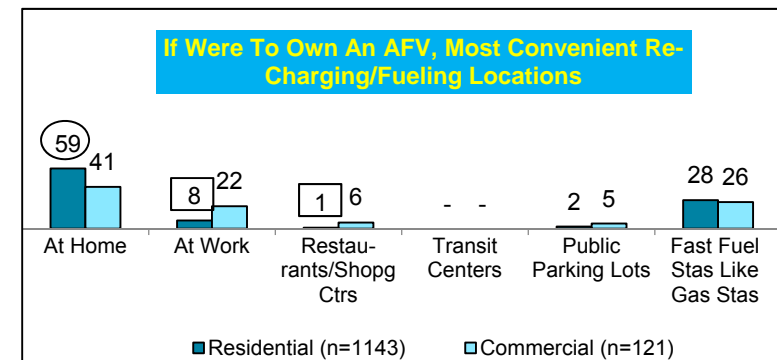 If Were To Own An AFV, Most Convenient Re-
Charging/Fueling Locations
59
41
8
22
1
6
-
-
2
5
28
26
At Home
At Work
Restau-
rants/Shopg
Ctrs
Transit
Centers
Public
Parking Lots
Fast Fuel
Stas Like
Gas Stas
Residential (n=1143)
Commercial (n=121)